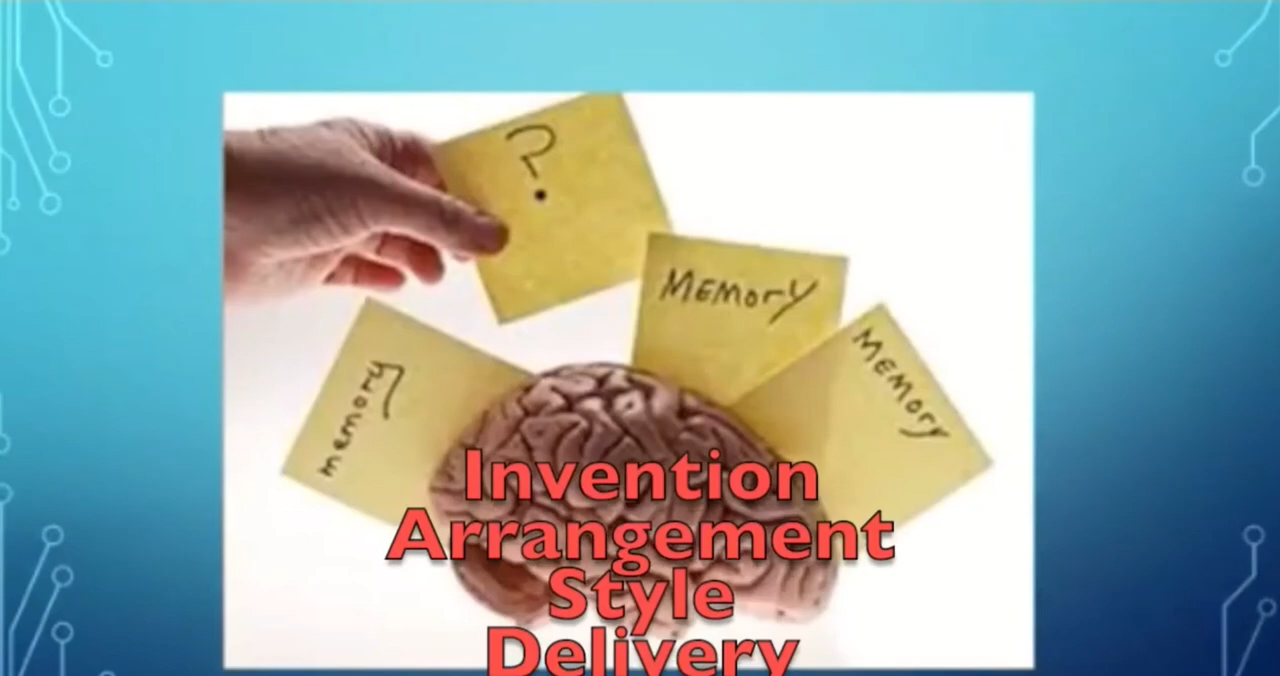 ?
Memory
Memory
memory
Invention
Arrangement
Style
Delivery